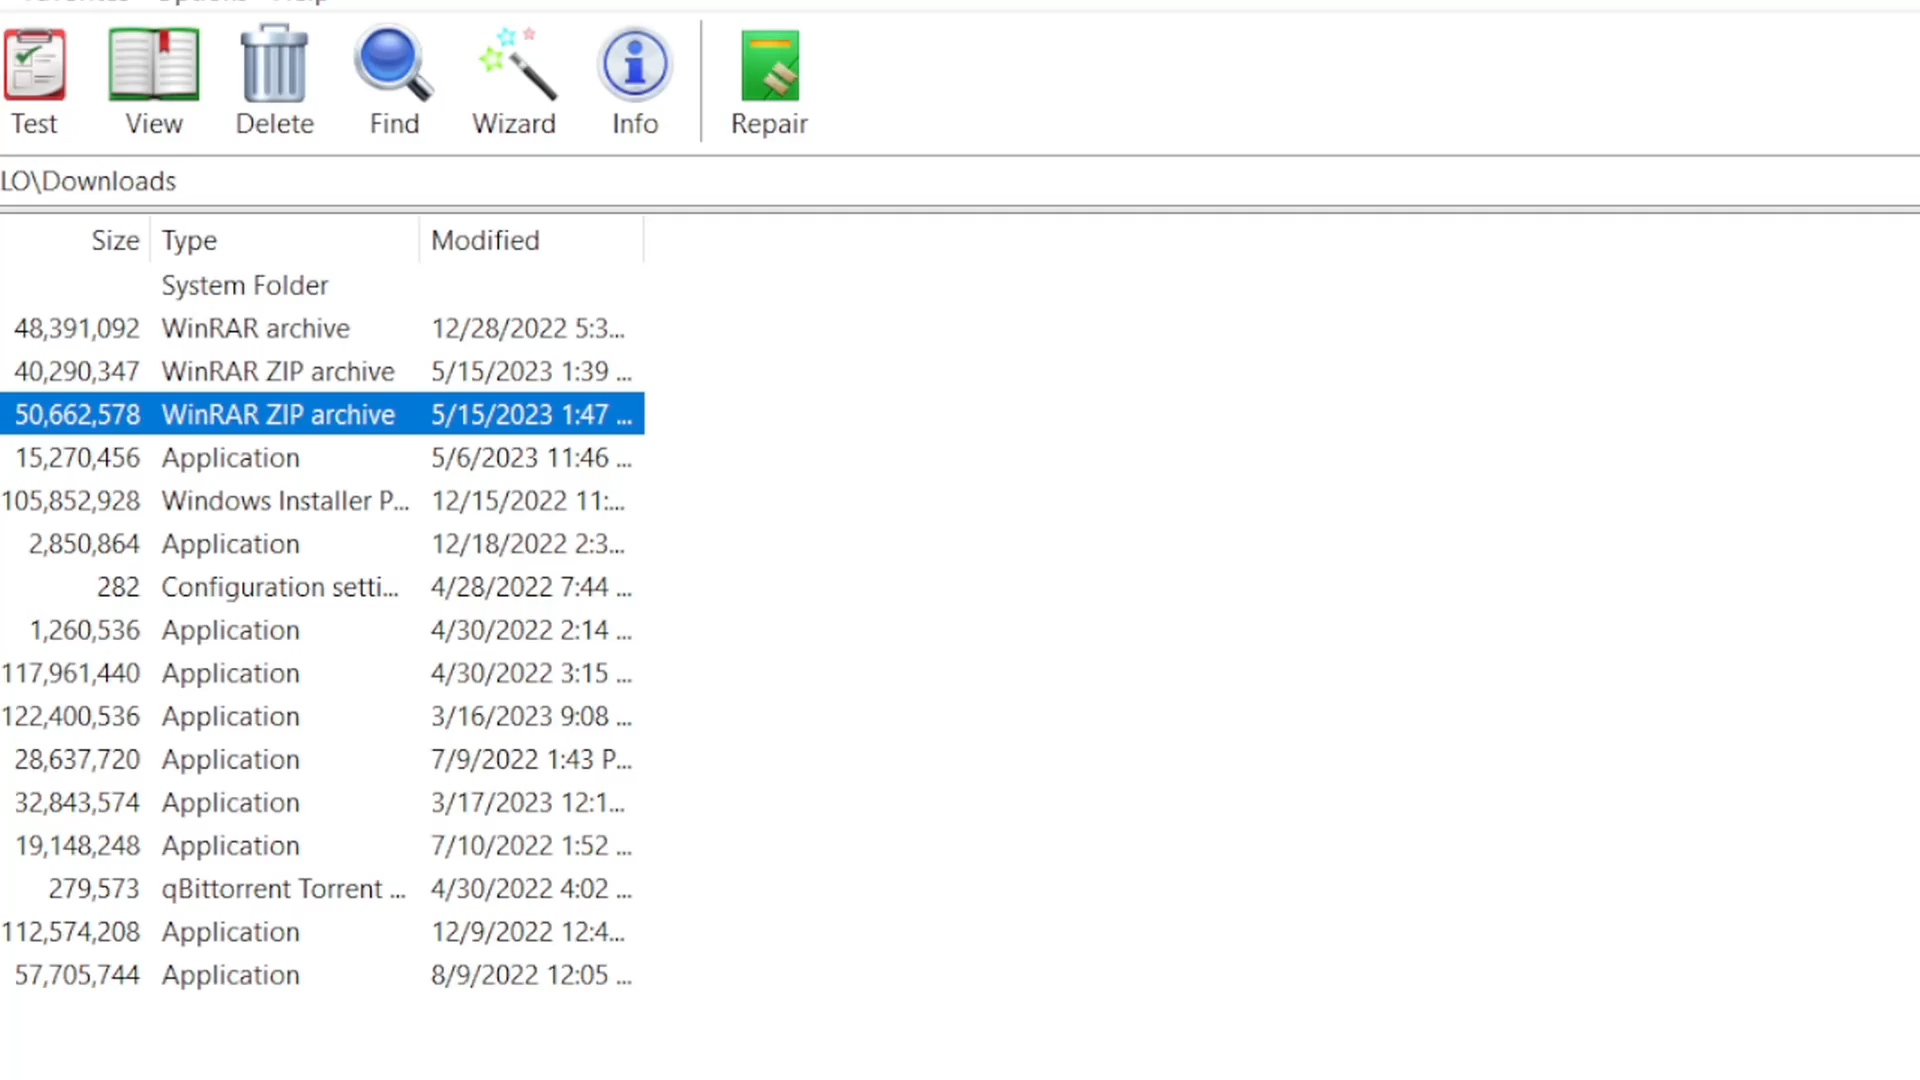 Favorites Options Help
Test View Delete Find Wizard Info Repair
LO\Downloads
Size Type Modified
System Folder
48,391,092 WinRAR archive 12/28/2022 5:3...
40,290,347 WinRAR ZIP archive 5/15/2023 1:39 ...
50,662,578 WinRAR ZIP archive 5/15/2023 1:47 ...
15,270,456 Application 5/6/2023 11:46 ...
105,852,928 Windows Installer P... 12/15/2022 11:...
2,850,864 Application 12/18/2022 2:3...
282 Configuration setti... 4/28/2022 7:44 ...
1,260,536 Application 4/30/2022 2:14 ...
117,961,440 Application 4/30/2022 3:15 ...
122,400,536 Application 3/16/2023 9:08 ...
28,637,720 Application 7/9/2022 1:43 P...
32,843,574 Application 3/17/2023 12:1...
19,148,248 Application 7/10/2022 1:52 ...
279,573 qBittorrent Torrent ... 4/30/2022 4:02 ...
112,574,208 Application 12/9/2022 12:4...
57,705,744 Application 8/9/2022 12:05 ...